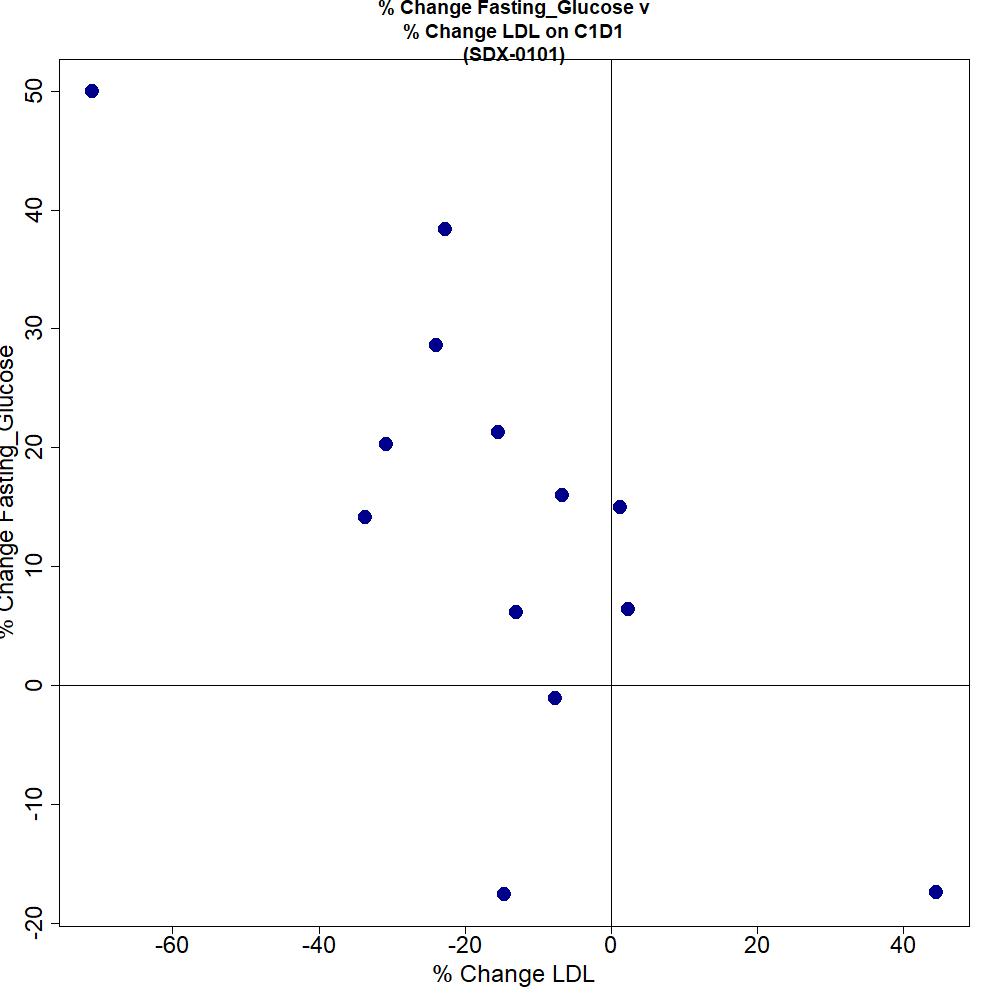 % Change Fasting_Glucose v
% Change LDL on C1D1
(SDX-0101)
50
40
30
20
10
0
-10
-20
% Change Fasting_Glucose
-60
-40
-20
0
20
40
% Change LDL